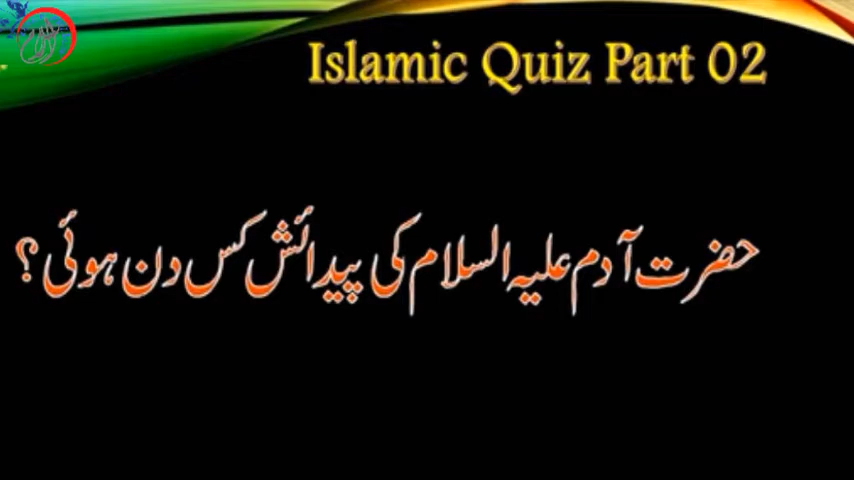 Islamic Quiz Part 02
حضرت آدم علیہ السلام کی پیدائش کس دن ہوئی؟